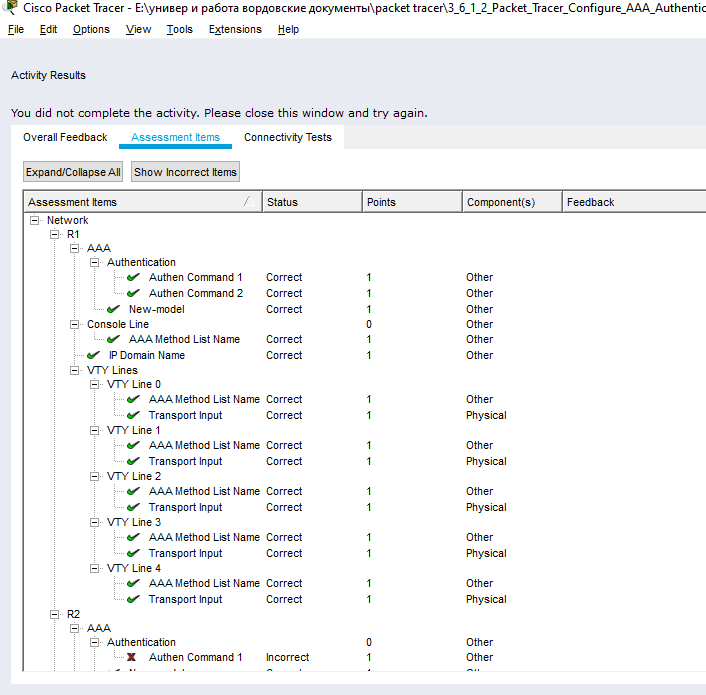 Cisco Packet Tracer - E:\универ и работа вордовские документы\packet tracer\3_6_1_2_Packet_Tracer_Configure_AAA_Authentic
File Edit Options View Tools Extensions Help
Activity Results
You did not complete the activity. Please close this window and try again.
Overall Feedback Assessment Items Connectivity Tests
Expand/Collapse All Show Incorrect Items
Assessment Items Status Points Component(s) Feedback
Network
R1
AAA
Authentication
Authen Command 1 Correct 1 Other
Authen Command 2 Correct 1 Other
New-model Correct 1 Other
Console Line 0 Other
AAA Method List Name Correct 1 Other
IP Domain Name Correct 1 Other
VTY Lines
VTY Line 0
AAA Method List Name Correct 1 Other
Transport Input Correct 1 Physical
VTY Line 1
AAA Method List Name Correct 1 Other
Transport Input Correct 1 Physical
VTY Line 2
AAA Method List Name Correct 1 Other
Transport Input Correct 1 Physical
VTY Line 3
AAA Method List Name Correct 1 Other
Transport Input Correct 1 Physical
VTY Line 4
AAA Method List Name Correct 1 Other
Transport Input Correct 1 Physical
R2
AAA
Authentication 0 Other
Authen Command 1 Incorrect 1 Other